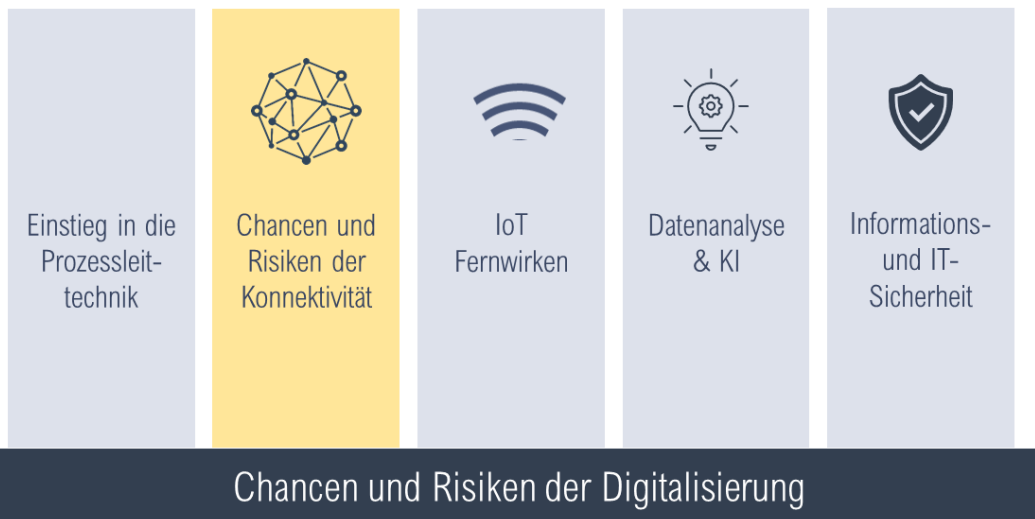 Einstieg in die
Prozessleit-
technik
Chancen und
Risiken der
Konnektivität
IoT
Fernwirken
Datenanalyse
& KI
Informations-
und IT-
Sicherheit
Chancen und Risiken der Digitalisierung